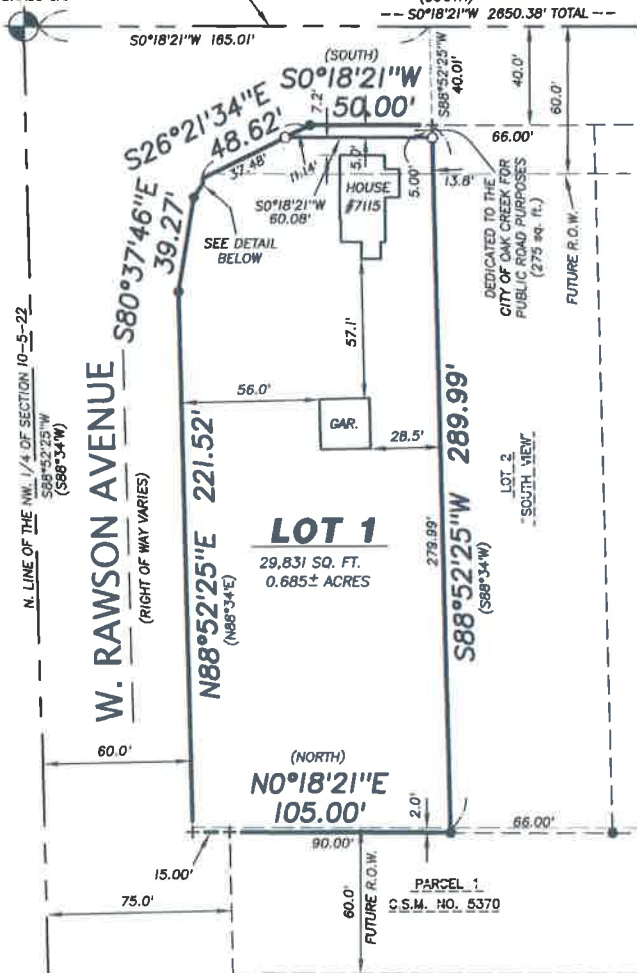 (SOUTH)
S0°18'21"W 2650.38' TOTAL
S0°18'21"W 165.01'
(SOUTH)
S0°18'21"W
50.00'
S88°52'25"W
40.01'
40.0'
60.0'
S26°21'34"E
48.62'
7.2'
66.00'
37.48'
11.14'
5.0'
5.00'
13.8'
S0°18'21"W
60.08'
HOUSE
#7115
S80°37'46"E
39.27'
SEE DETAIL
BELOW
DEDICATED TO THE
CITY OF OAK CREEK FOR
PUBLIC ROAD PURPOSES
(275 sq. ft.)
FUTURE R.O.W.
57.1'
56.0'
GAR.
28.5'
N. LINE OF THE NW. 1/4 OF SECTION 10-5-22
S88°52'25"W
(S88°34'W)
W. RAWSON AVENUE
(RIGHT OF WAY VARIES)
N88°52'25"E 221.52'
(N88°34'E)
LOT 1
29,831 SQ. FT.
0.685± ACRES
279.99'
S88°52'25"W 289.99'
(S88°34'W)
LOT 2
"SOUTH VIEW"
60.0'
(NORTH)
N0°18'21"E
105.00'
2.0'
66.00'
90.00'
15.00'
75.0'
60.0'
FUTURE R.O.W.
PARCEL 1
C.S.M. NO. 5370